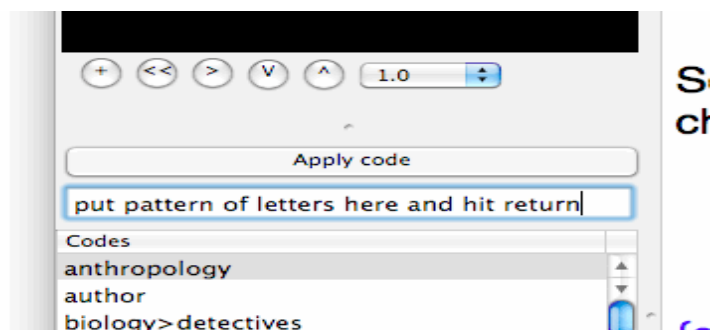 + << > V ^ 1.0
Apply code
put pattern of letters here and hit return
Codes
anthropology
author
biology>detectives